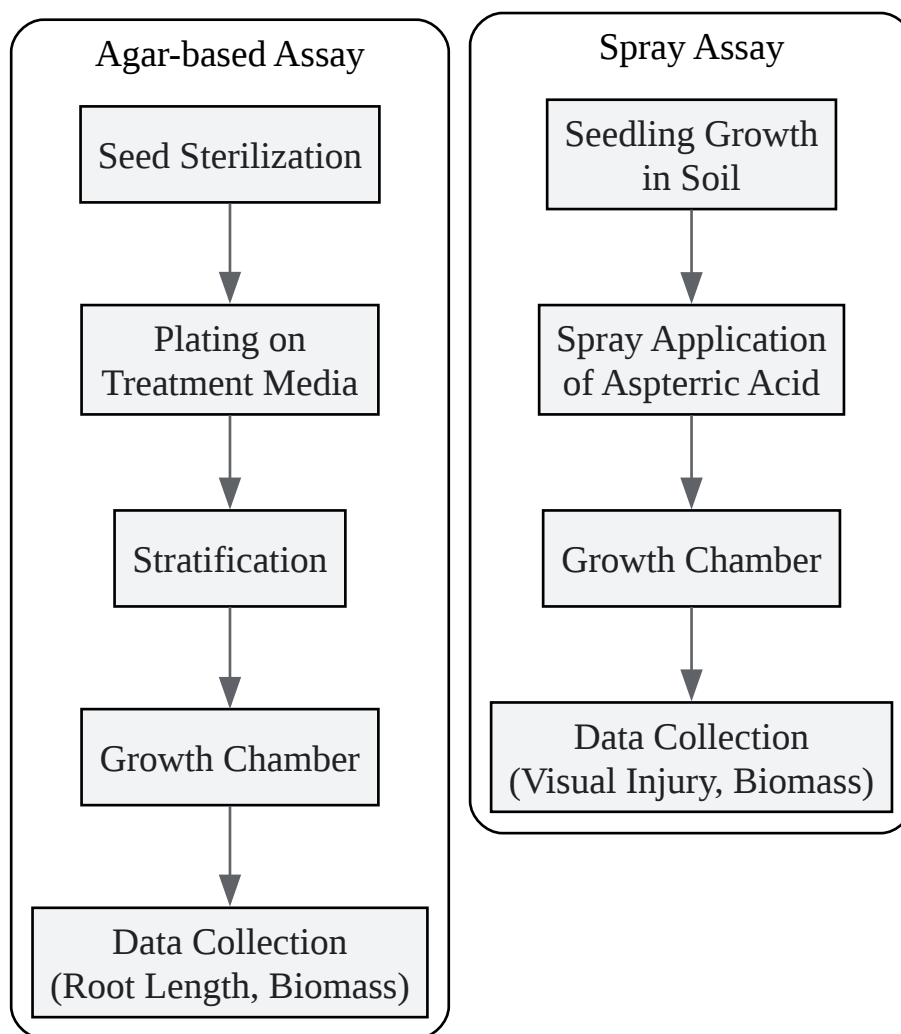 Agar-based Assay
Seed Sterilization
Plating on
Treatment Media
Stratification
Growth Chamber
Data Collection
(Root Length, Biomass)
Spray Assay
Seedling Growth
in Soil
Spray Application
of Aspterric Acid
Growth Chamber
Data Collection
(Visual Injury, Biomass)